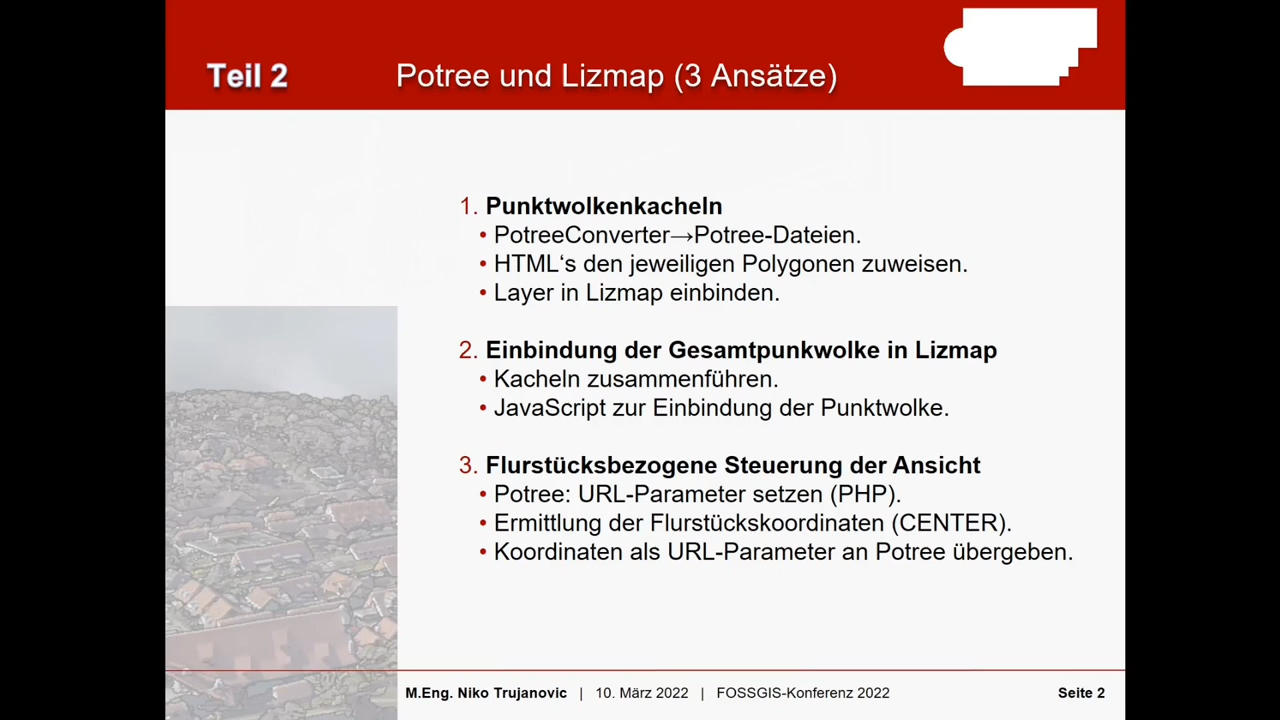 Teil 2 Potree und Lizmap (3 Ansätze)
1. Punktwolkenkacheln
• PotreeConverter→Potree-Dateien.
• HTML‘s den jeweiligen Polygonen zuweisen.
• Layer in Lizmap einbinden.
2. Einbindung der Gesamtpunkwolke in Lizmap
• Kacheln zusammenführen.
• JavaScript zur Einbindung der Punktwolke.
3. Flurstücksbezogene Steuerung der Ansicht
• Potree: URL-Parameter setzen (PHP).
• Ermittlung der Flurstückskoordinaten (CENTER).
• Koordinaten als URL-Parameter an Potree übergeben.
M.Eng. Niko Trujanovic | 10. März 2022 | FOSSGIS-Konferenz 2022 Seite 2